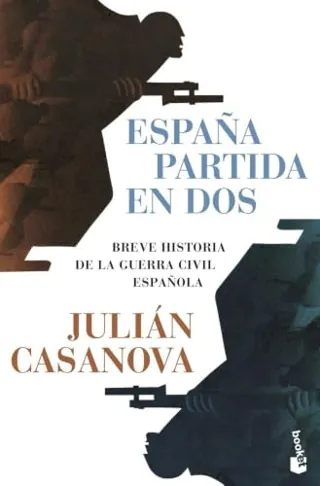 ESPAÑA
PARTIDA
EN DOS
BREVE HISTORIA
DE LA GUERRA CIVIL
ESPAÑOLA
JULIÁN
CASANOVA
booket